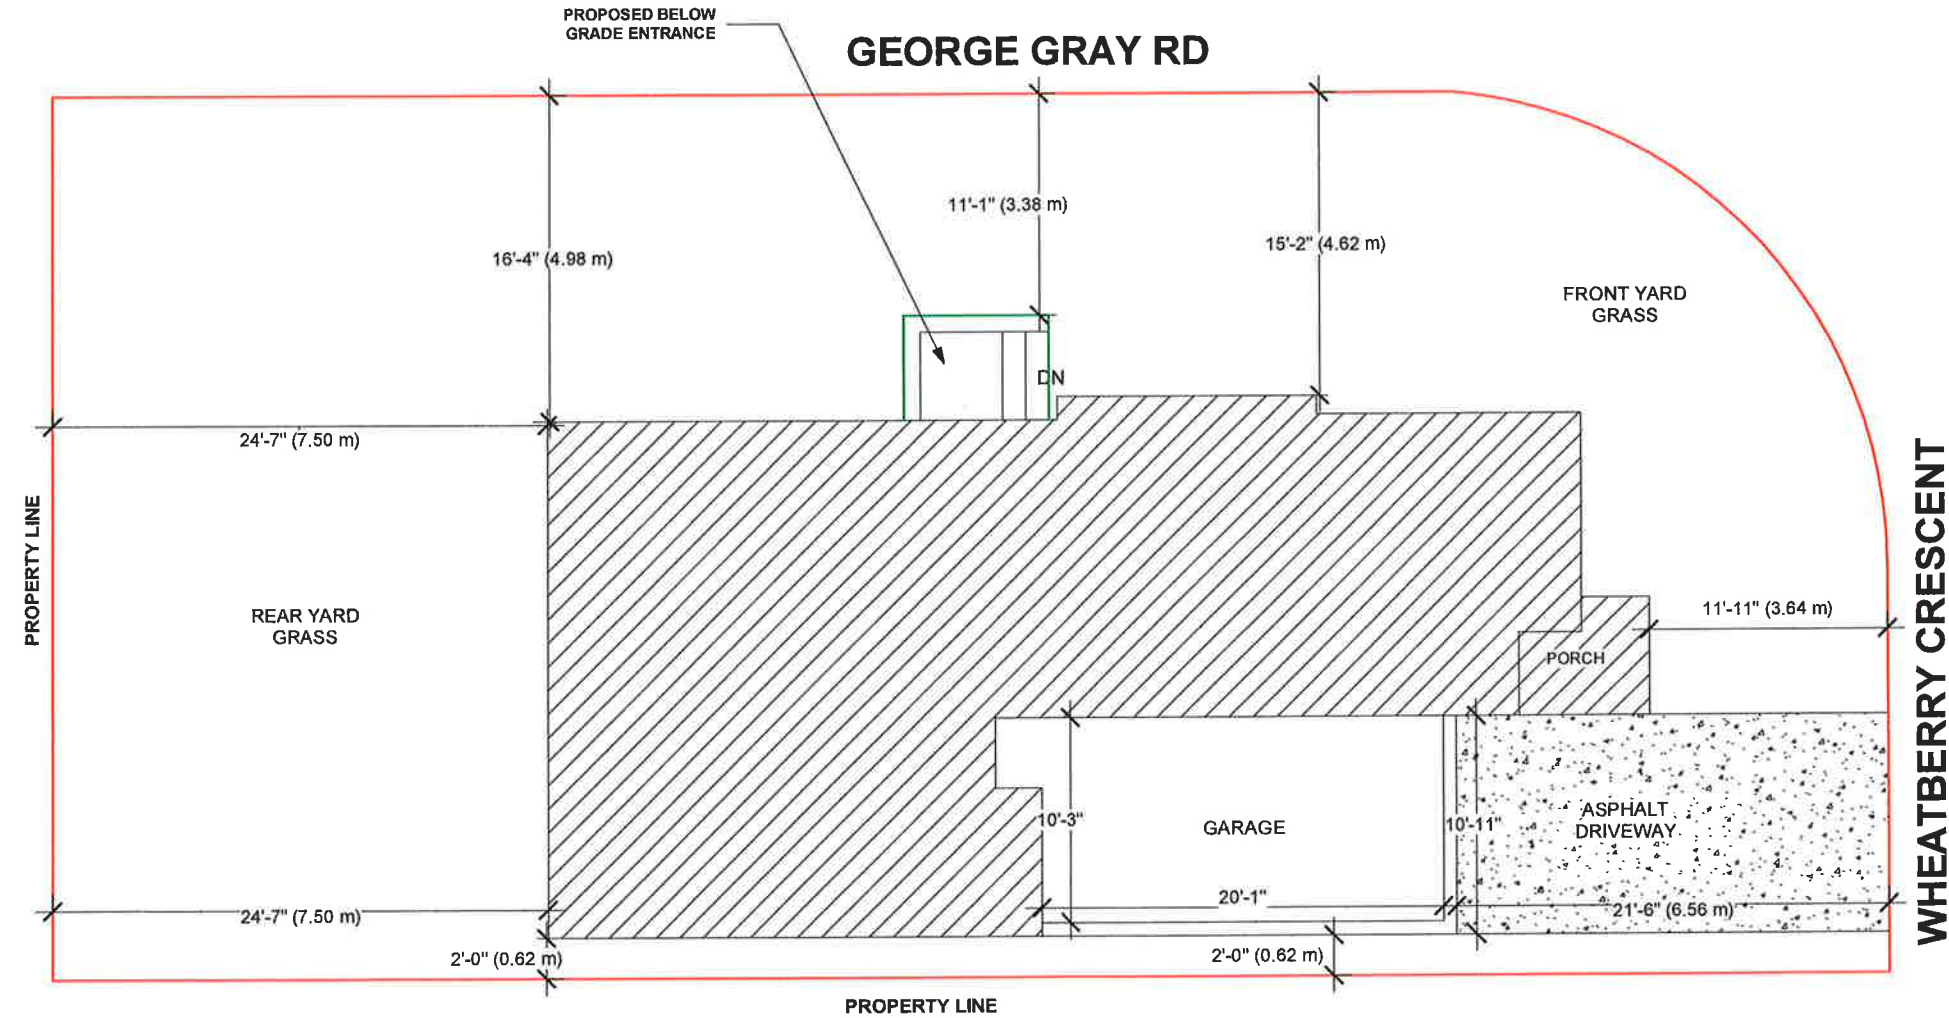 PROPOSED BELOW
GRADE ENTRANCE
GEORGE GRAY RD
11'-1" (3.38 m)
15'-2" (4.62 m)
16'-4" (4.98 m)
FRONT YARD
GRASS
DN
24'-7" (7.50 m)
PROPERTY LINE
REAR YARD
GRASS
11'-11" (3.64 m)
WHEATBERRY CRESCENT
PORCH
10'-3"
GARAGE
10'-11"
ASPHALT
DRIVEWAY
20'-1"
21'-6" (6.56 m)
24'-7" (7.50 m)
2'-0" (0.62 m)
2'-0" (0.62 m)
PROPERTY LINE